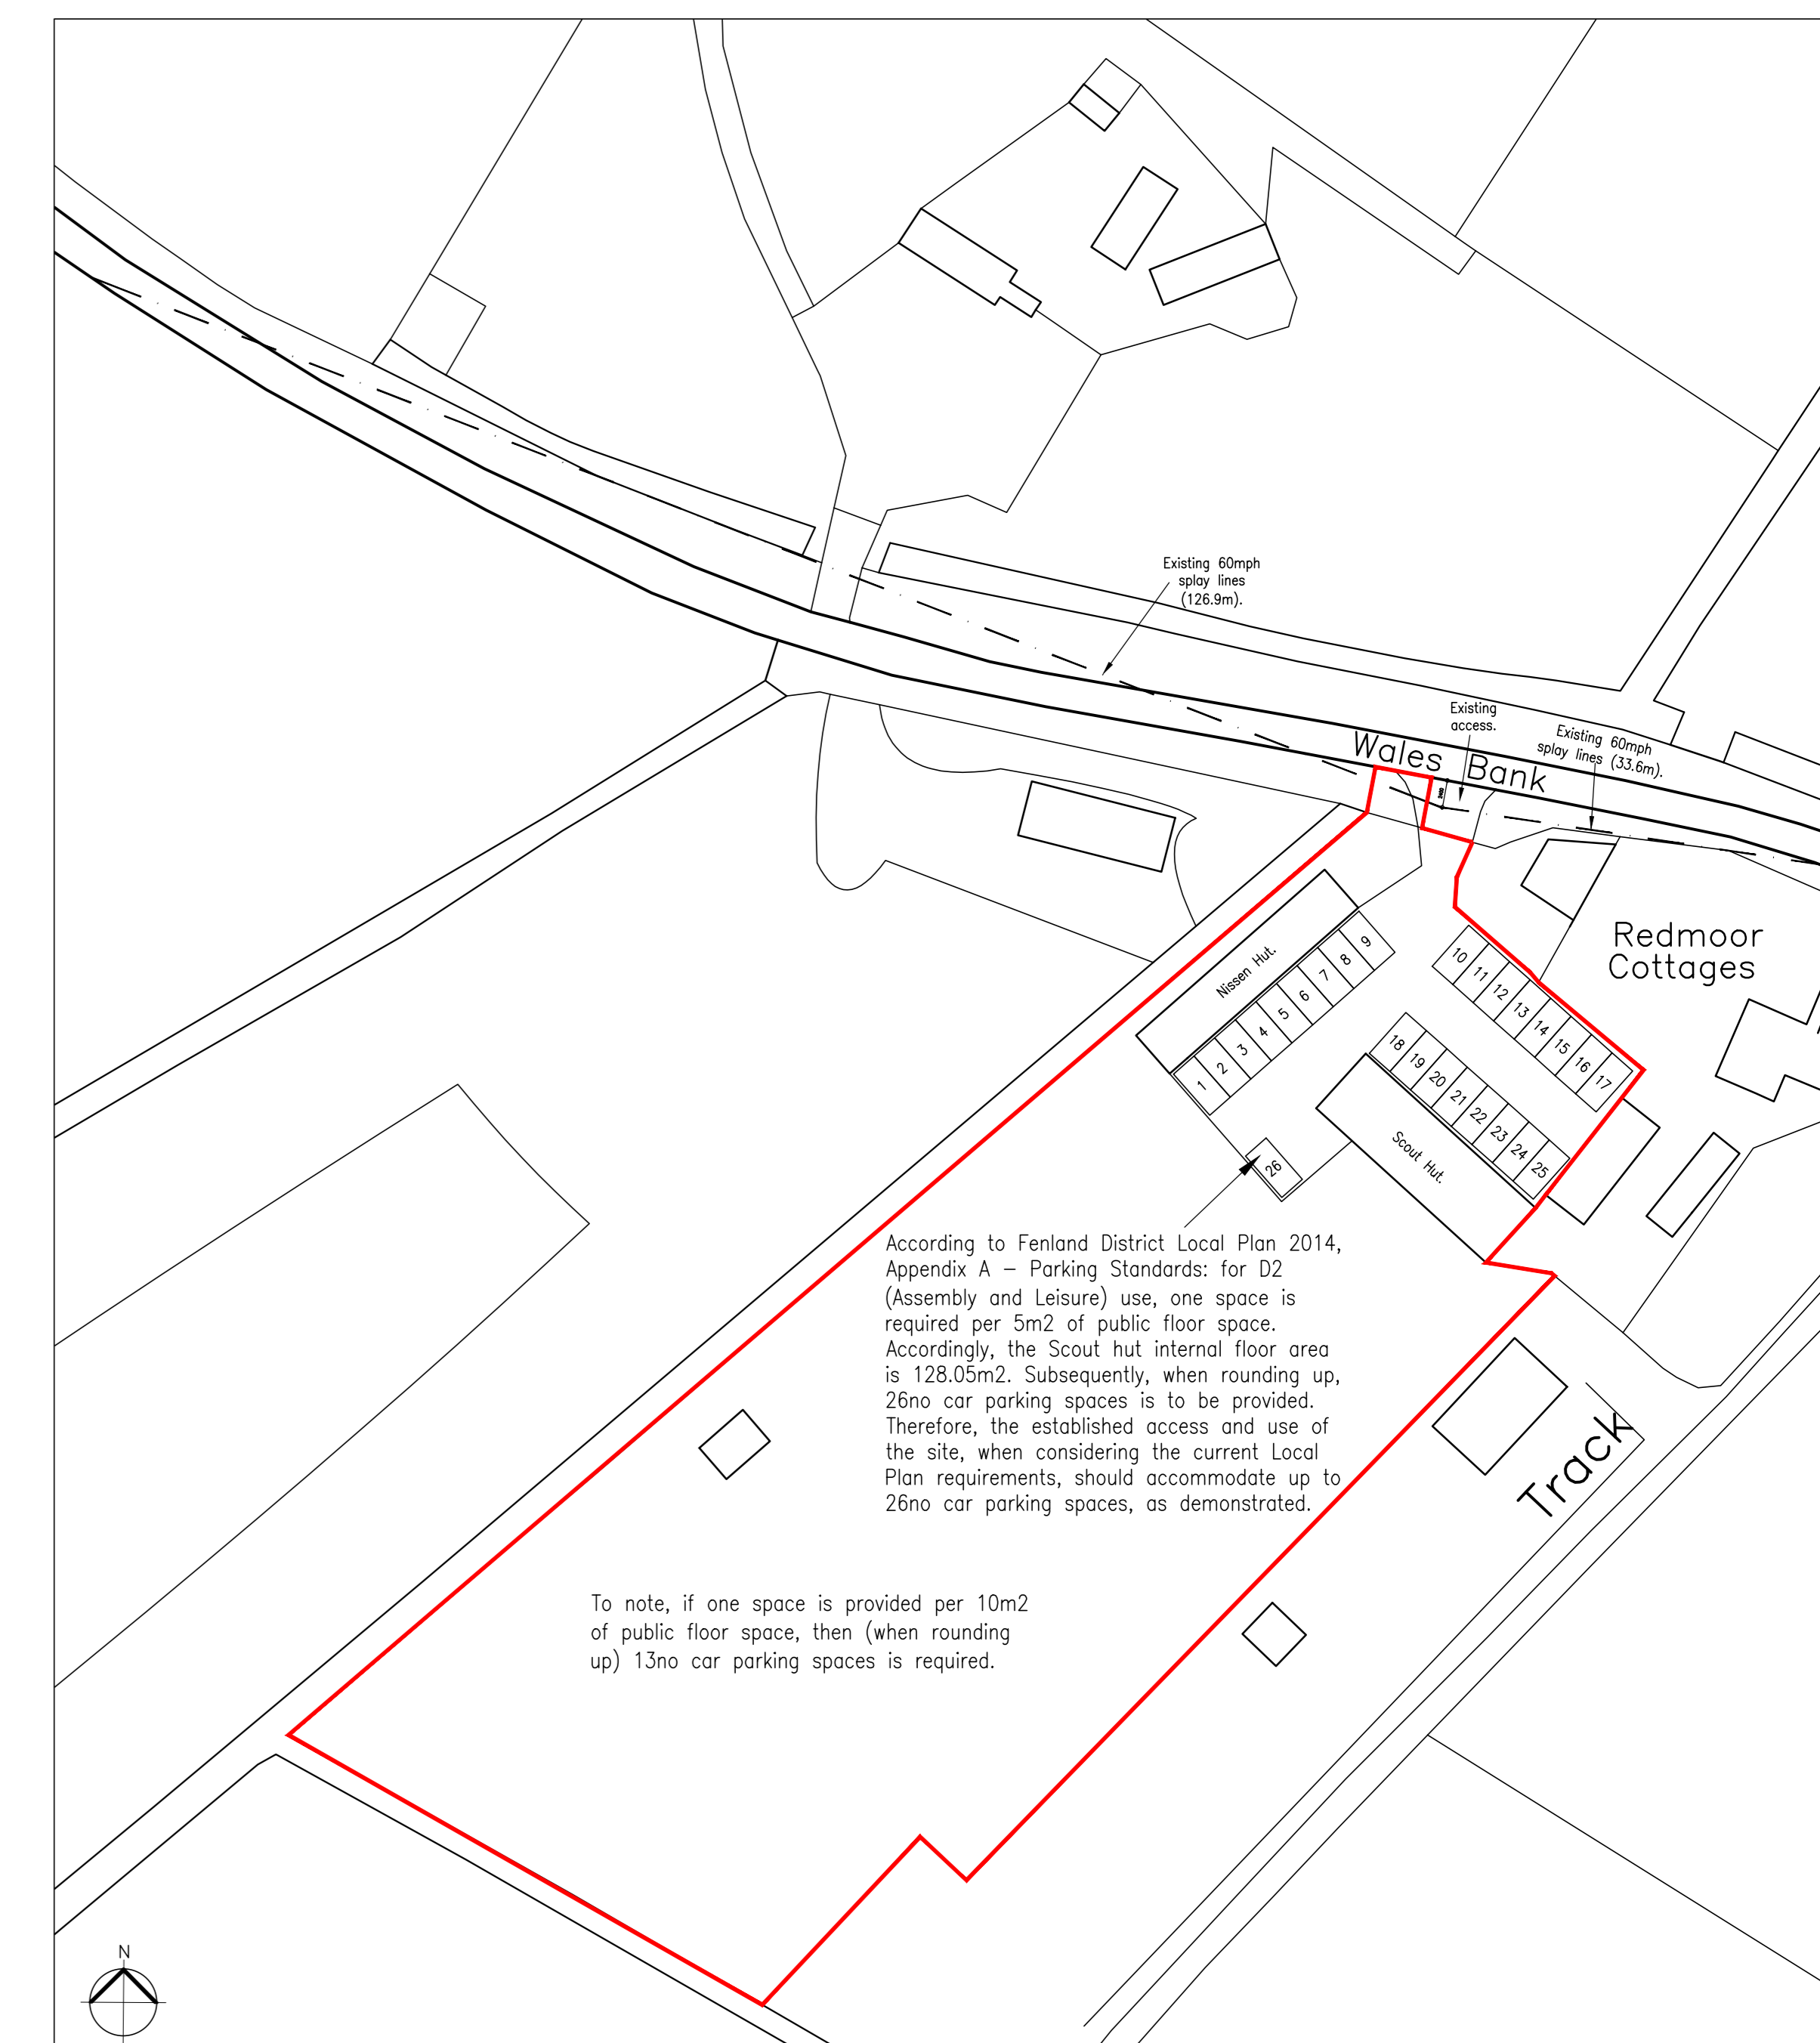 Existing 60mph
splay lines
(126.9m).
Existing
access.
Existing 60mph
splay lines (33.6m).
Wales Bank
Redmoor
Cottages
Nissen Hut.
1
2
3
4
5
6
7
8
9
10
11
12
13
14
15
16
17
18
19
20
21
22
23
24
25
Scout Hut.
26
According to Fenland District Local Plan 2014,
Appendix A – Parking Standards: for D2
(Assembly and Leisure) use, one space is
required per 5m2 of public floor space.
Accordingly, the Scout hut internal floor area
is 128.05m2. Subsequently, when rounding up,
26no car parking spaces is to be provided.
Therefore, the established access and use of
the site, when considering the current Local
Plan requirements, should accommodate up to
26no car parking spaces, as demonstrated.
Track
To note, if one space is provided per 10m2
of public floor space, then (when rounding
up) 13no car parking spaces is required.
N